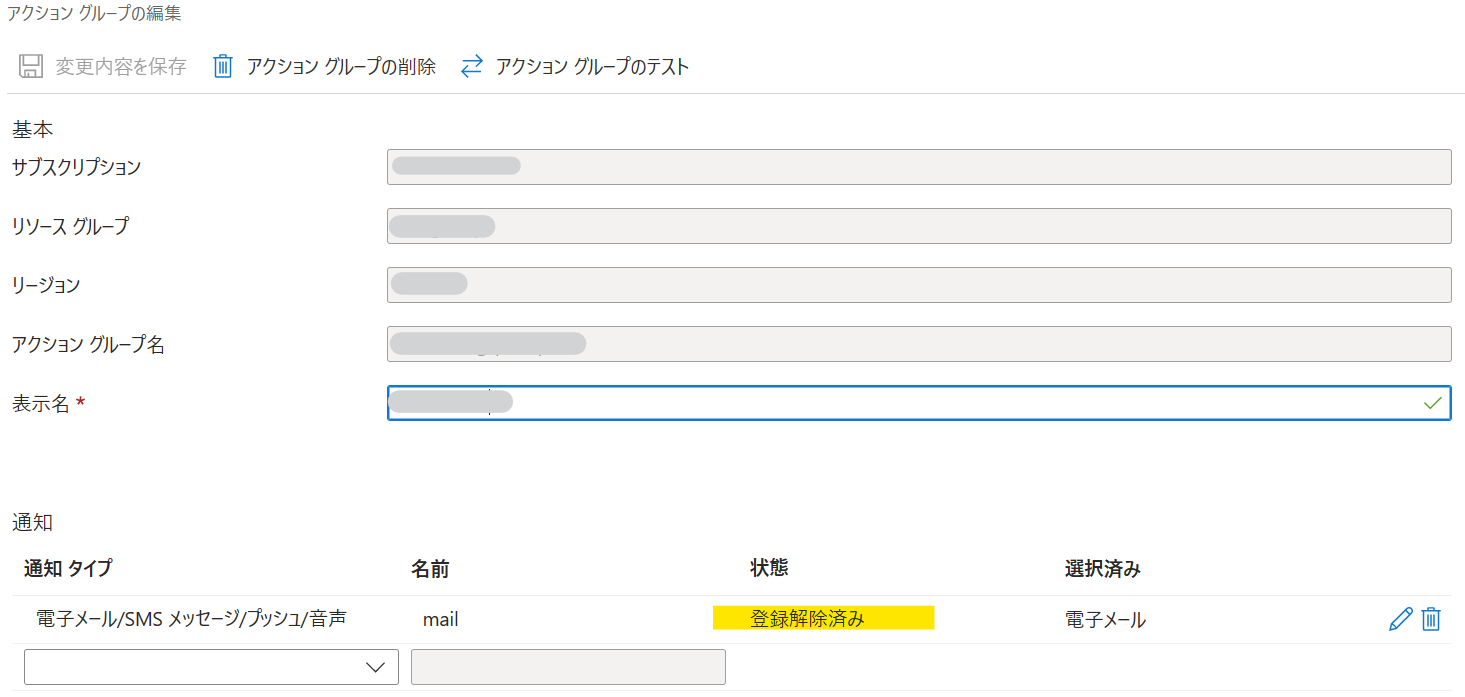 アクション グループの編集
変更内容を保存 アクション グループの削除 アクション グループのテスト
基本
サブスクリプション
リソース グループ
リージョン
アクション グループ名
表示名 *
通知
通知 タイプ 名前 状態 選択済み
電子メール/SMS メッセージ/プッシュ/音声 mail 登録解除済み 電子メール